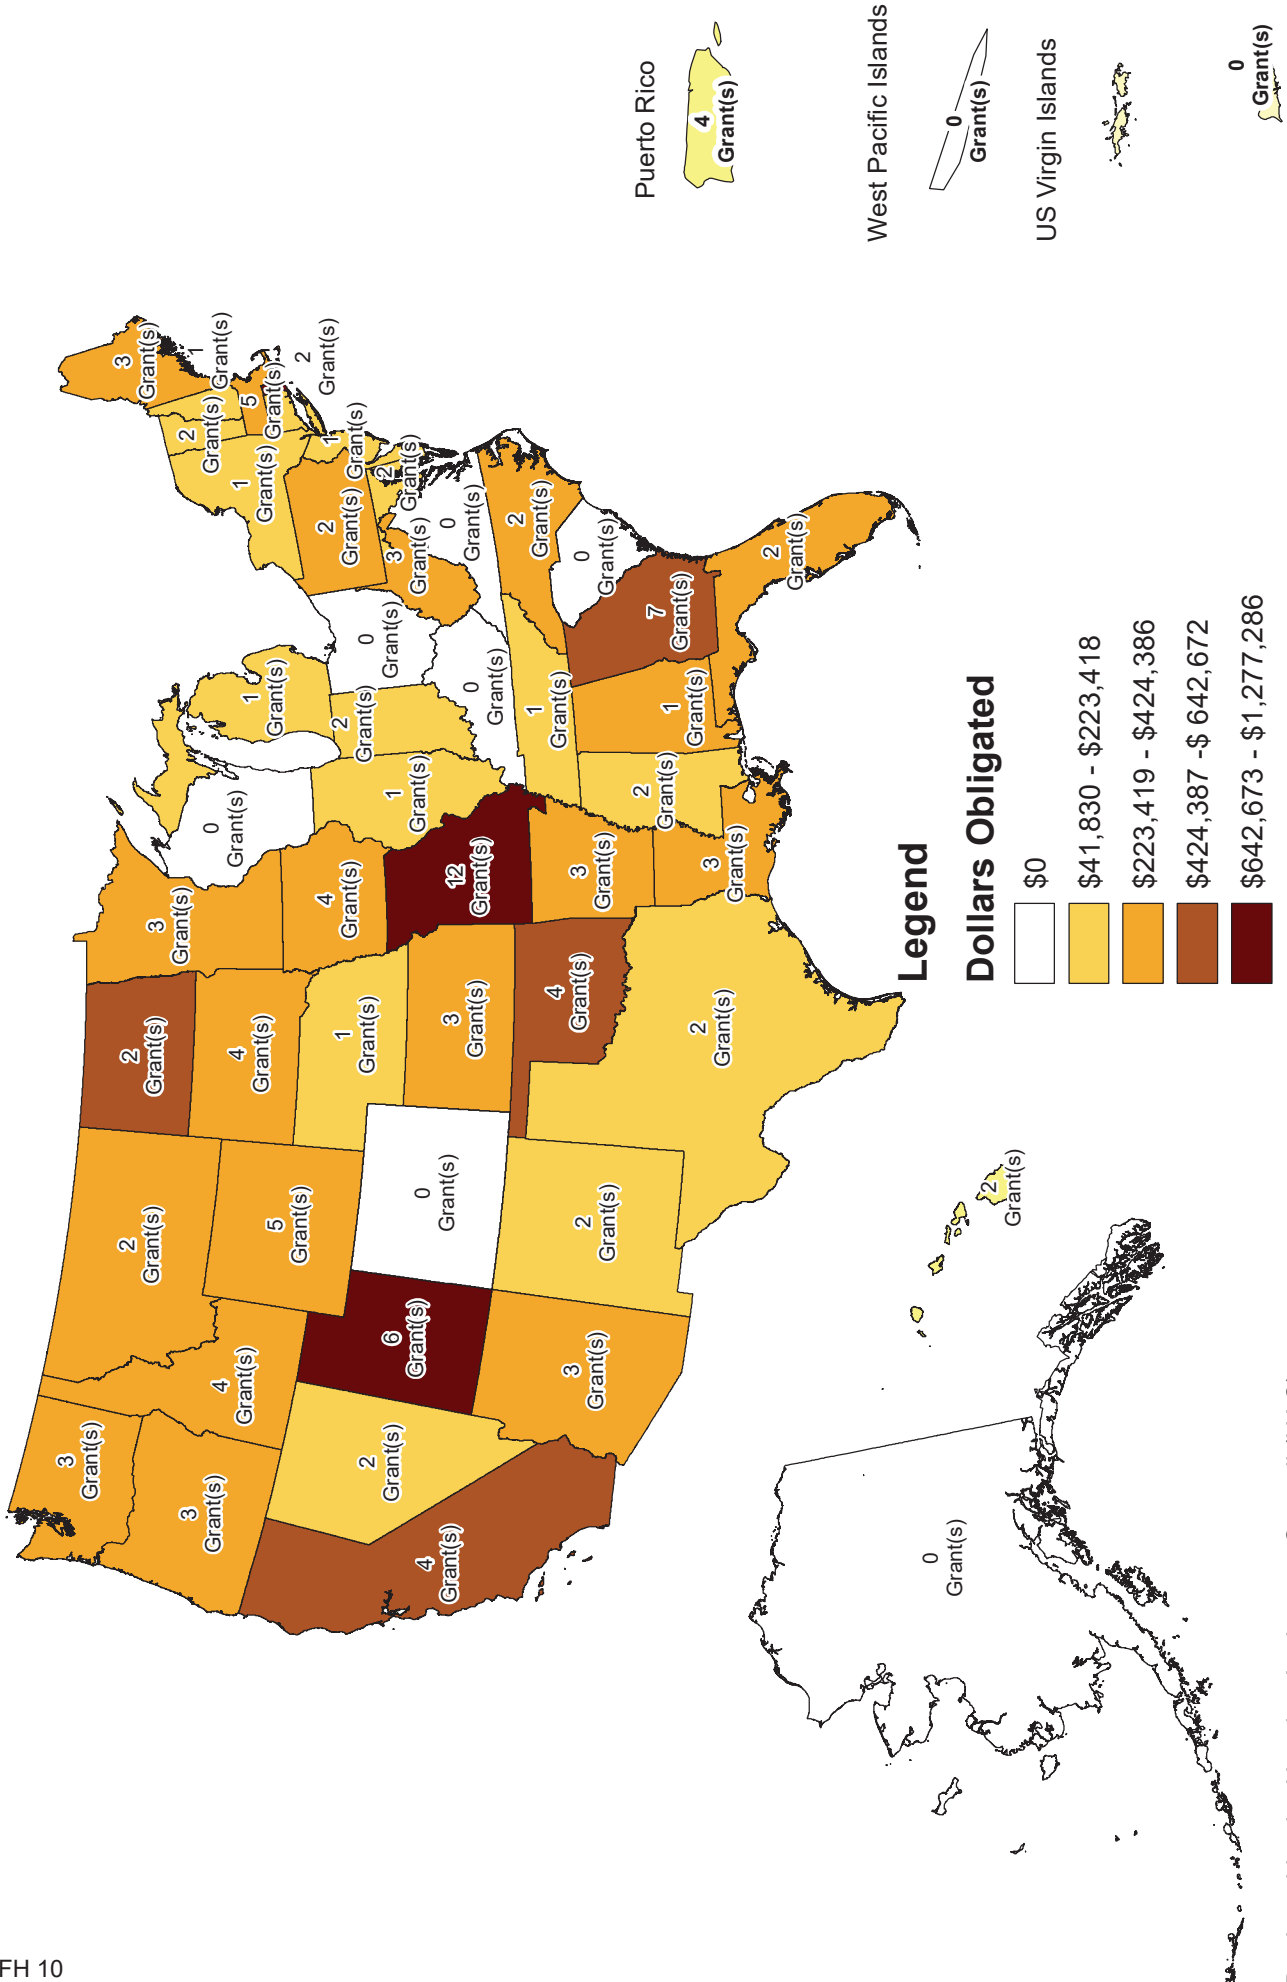 FH 10
3
Grant(s)
2
Grant(s)
2
Grant(s)
3
Grant(s)
3
Grant(s)
3
Grant(s)
4
Grant(s)
5
Grant(s)
4
Grant(s)
0
Grant(s)
1
Grant(s)
1
Grant(s)
2
Grant(s)
1
Grant(s)
5
Grant(s)
2
Grant(s)
4
Grant(s)
2
Grant(s)
6
Grant(s)
0
Grant(s)
1
Grant(s)
4
Grant(s)
1
Grant(s)
2
Grant(s)
0
Grant(s)
2
Grant(s)
1
Grant(s)
2
Grant(s)
3
Grant(s)
0
Grant(s)
3
Grant(s)
12
Grant(s)
0
Grant(s)
3
Grant(s)
2
Grant(s)
4
Grant(s)
3
Grant(s)
1
Grant(s)
2
Grant(s)
0
Grant(s)
2
Grant(s)
3
Grant(s)
2
Grant(s)
1
Grant(s)
7
Grant(s)
2
Grant(s)
0
Grant(s)
2
Grant(s)
Legend
Dollars Obligated
$0
$41,830 - $223,418
$223,419 - $424,386
$424,387 -$ 642,672
$642,673 - $1,277,286
Puerto Rico
4
Grant(s)
West Pacific Islands
0
Grant(s)
US Virgin Islands
0
Grant(s)